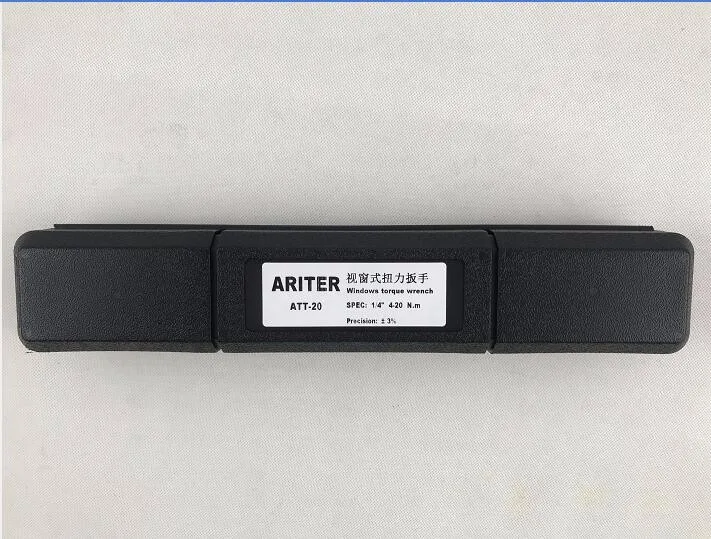 ARITER 视窗式扭力扳手
Windows torque wrench
ATT-20 SPEC: 1/4" 4-20 N.m
Precision: ± 3%